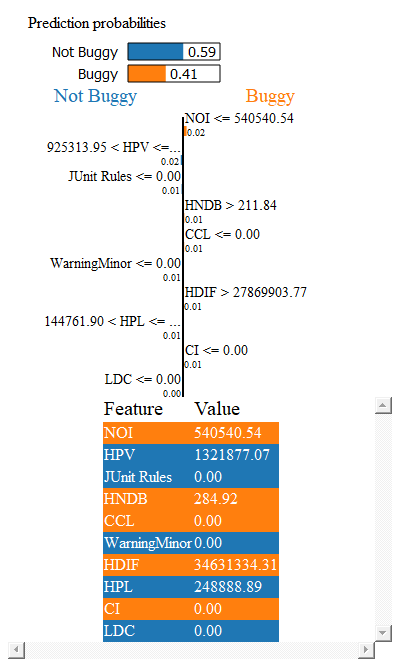 Prediction probabilities
Not Buggy 0.59
Buggy 0.41
Not Buggy Buggy
NOI <= 540540.54
0.02
925313.95 < HPV <=...
0.02
JUnit Rules <= 0.00
0.01
HNDB > 211.84
0.01
CCL <= 0.00
0.01
WarningMinor <= 0.00
0.01
HDIF > 27869903.77
0.01
144761.90 < HPL <= ...
0.01
CI <= 0.00
0.01
LDC <= 0.00
0.00
Feature Value
NOI 540540.54
HPV 1321877.07
JUnit Rules 0.00
HNDB 284.92
CCL 0.00
WarningMinor 0.00
HDIF 34631334.31
HPL 248888.89
CI 0.00
LDC 0.00